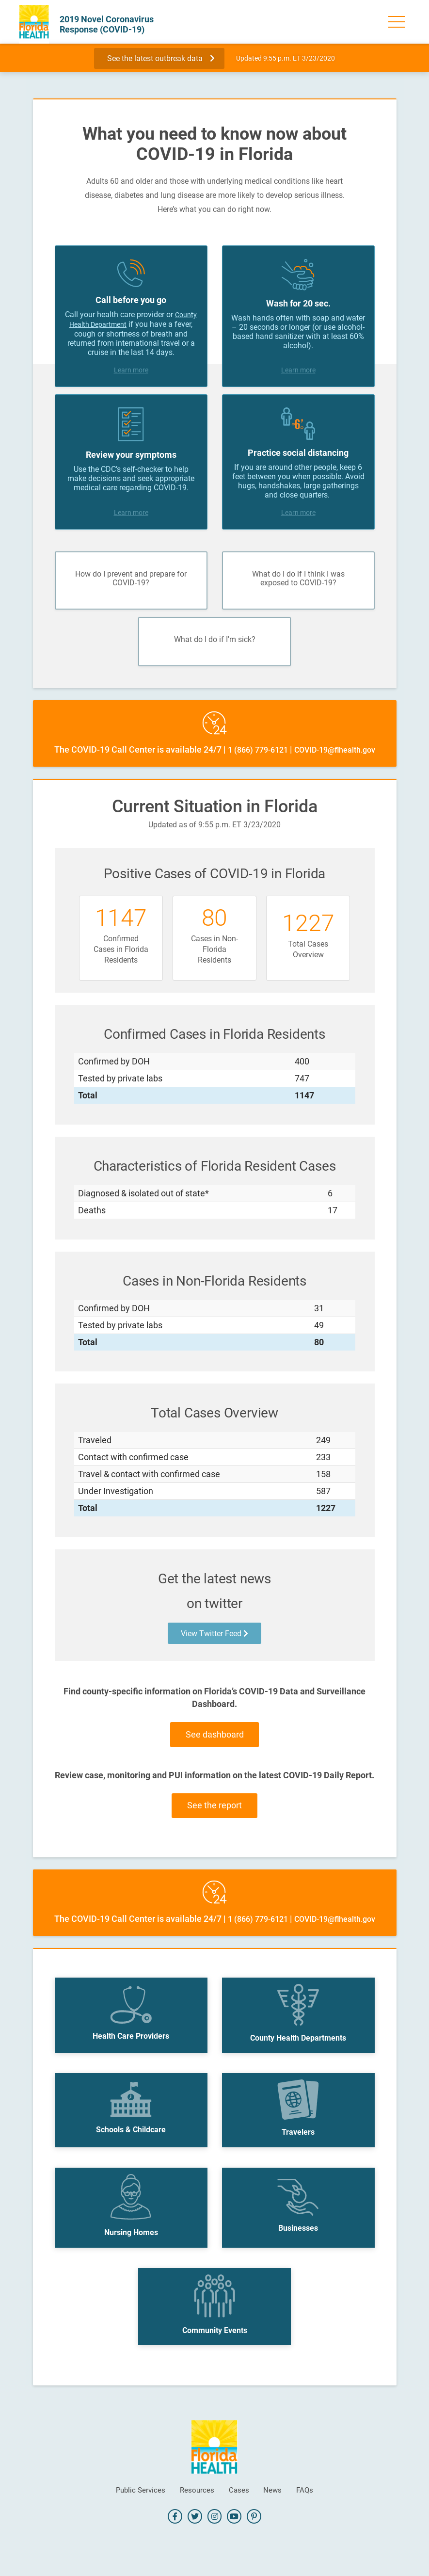 Florida
HEALTH
2019 Novel Coronavirus
Response (COVID-19)
See the latest outbreak data
Updated 9:55 p.m. ET 3/23/2020
What you need to know now about
COVID-19 in Florida
Adults 60 and older and those with underlying medical conditions like heart
disease, diabetes and lung disease are more likely to develop serious illness.
Here's what you can do right now.
Call before you go
Call your health care provider or County
Health Department if you have a fever,
cough or shortness of breath and
returned from international travel or a
cruise in the last 14 days.
Learn more
Wash for 20 sec.
Wash hands often with soap and water
– 20 seconds or longer (or use alcohol-
based hand sanitizer with at least 60%
alcohol).
Learn more
Review your symptoms
Use the CDC's self-checker to help
make decisions and seek appropriate
medical care regarding COVID-19.
Learn more
6'
Practice social distancing
If you are around other people, keep 6
feet between you when possible. Avoid
hugs, handshakes, large gatherings
and close quarters.
Learn more
How do I prevent and prepare for
COVID-19?
What do I do if I think I was
exposed to COVID-19?
What do I do if I'm sick?
24
The COVID-19 Call Center is available 24/7 | 1 (866) 779-6121 | COVID-19@flhealth.gov
Current Situation in Florida
Updated as of 9:55 p.m. ET 3/23/2020
Positive Cases of COVID-19 in Florida
1147
Confirmed
Cases in Florida
Residents
80
Cases in Non-
Florida
Residents
1227
Total Cases
Overview
Confirmed Cases in Florida Residents
Confirmed by DOH 400
Tested by private labs 747
Total 1147
Characteristics of Florida Resident Cases
Diagnosed & isolated out of state* 6
Deaths 17
Cases in Non-Florida Residents
Confirmed by DOH 31
Tested by private labs 49
Total 80
Total Cases Overview
Traveled 249
Contact with confirmed case 233
Travel & contact with confirmed case 158
Under Investigation 587
Total 1227
Get the latest news
on twitter
View Twitter Feed
Find county-specific information on Florida's COVID-19 Data and Surveillance
Dashboard.
See dashboard
Review case, monitoring and PUI information on the latest COVID-19 Daily Report.
See the report
24
The COVID-19 Call Center is available 24/7 | 1 (866) 779-6121 | COVID-19@flhealth.gov
Health Care Providers
County Health Departments
Schools & Childcare
Travelers
Nursing Homes
Businesses
Community Events
Florida
HEALTH
Public Services Resources Cases News FAQs